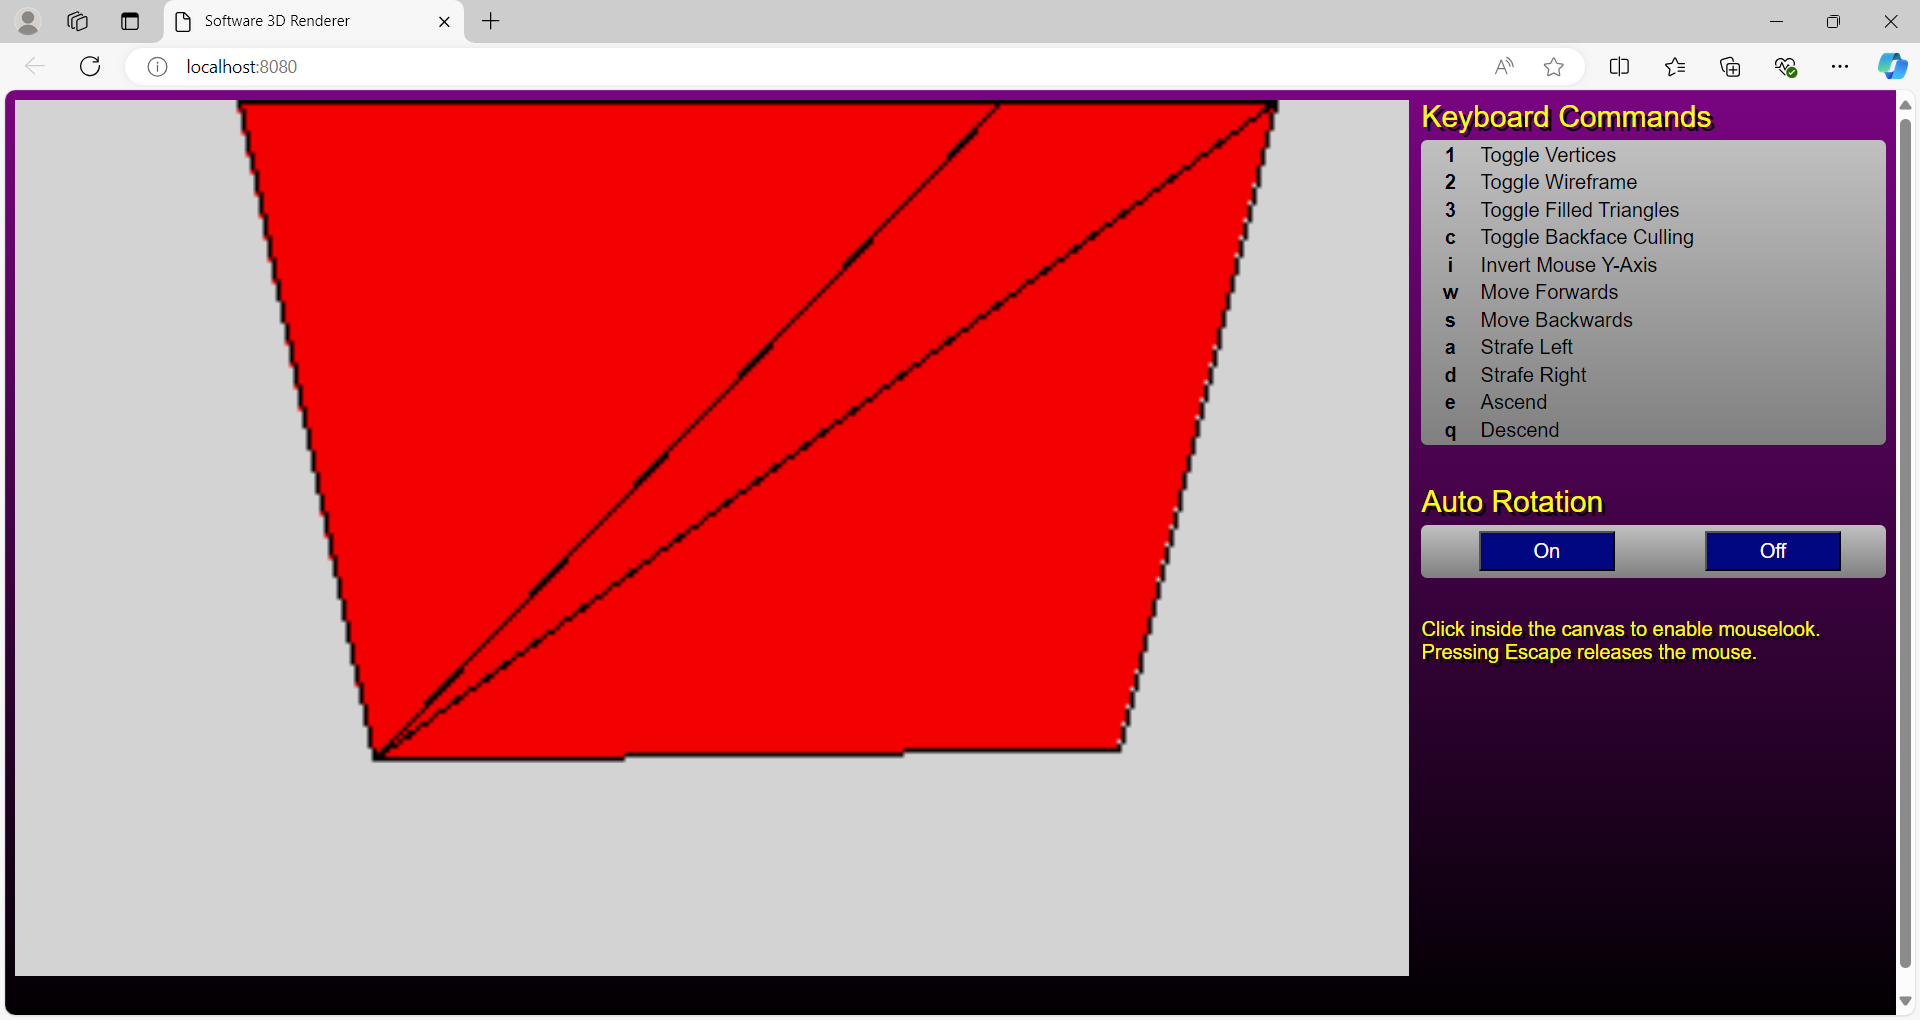 Software 3D Renderer
localhost:8080
Keyboard Commands
1 Toggle Vertices
2 Toggle Wireframe
3 Toggle Filled Triangles
c Toggle Backface Culling
i Invert Mouse Y-Axis
w Move Forwards
s Move Backwards
a Strafe Left
d Strafe Right
e Ascend
q Descend
Auto Rotation
On Off
Click inside the canvas to enable mouselook.
Pressing Escape releases the mouse.